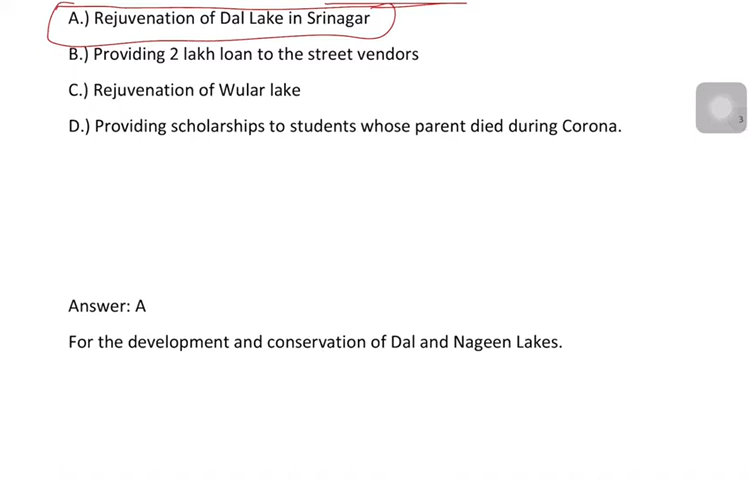 A.) Rejuvenation of Dal Lake in Srinagar
B.) Providing 2 lakh loan to the street vendors
C.) Rejuvenation of Wular lake
D.) Providing scholarships to students whose parent died during Corona.
3
Answer: A
For the development and conservation of Dal and Nageen Lakes.